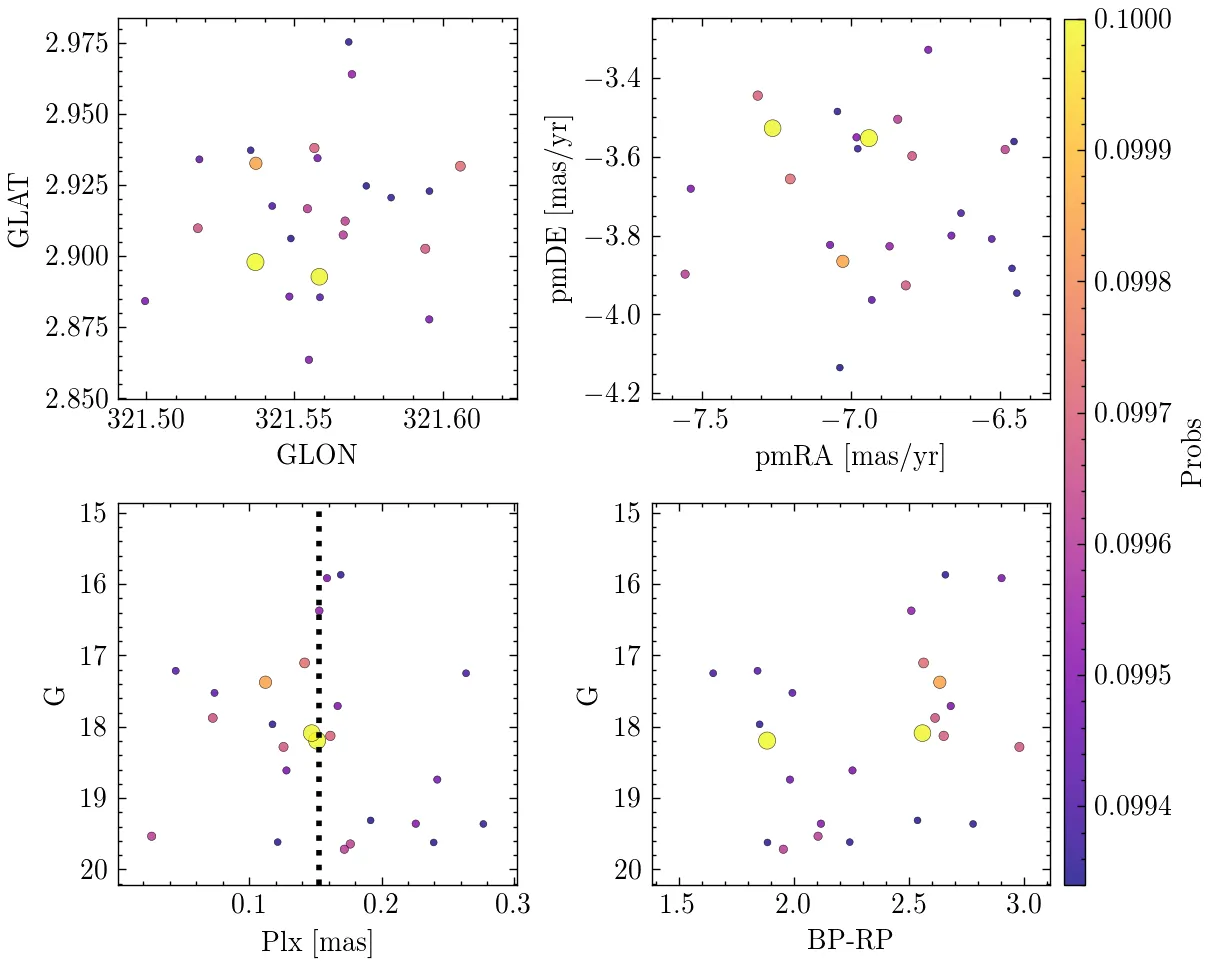 2.975
2.950
2.925
2.900
2.875
2.850
GLAT
321.50 321.55 321.60
GLON
−3.4
−3.6
−3.8
−4.0
−4.2
pmDE [mas/yr]
−7.5 −7.0 −6.5
pmRA [mas/yr]
15
16
17
18
19
20
G
0.1 0.2 0.3
Plx [mas]
15
16
17
18
19
20
G
1.5 2.0 2.5 3.0
BP-RP
0.1000
0.0999
0.0998
0.0997
0.0996
0.0995
0.0994
Probs